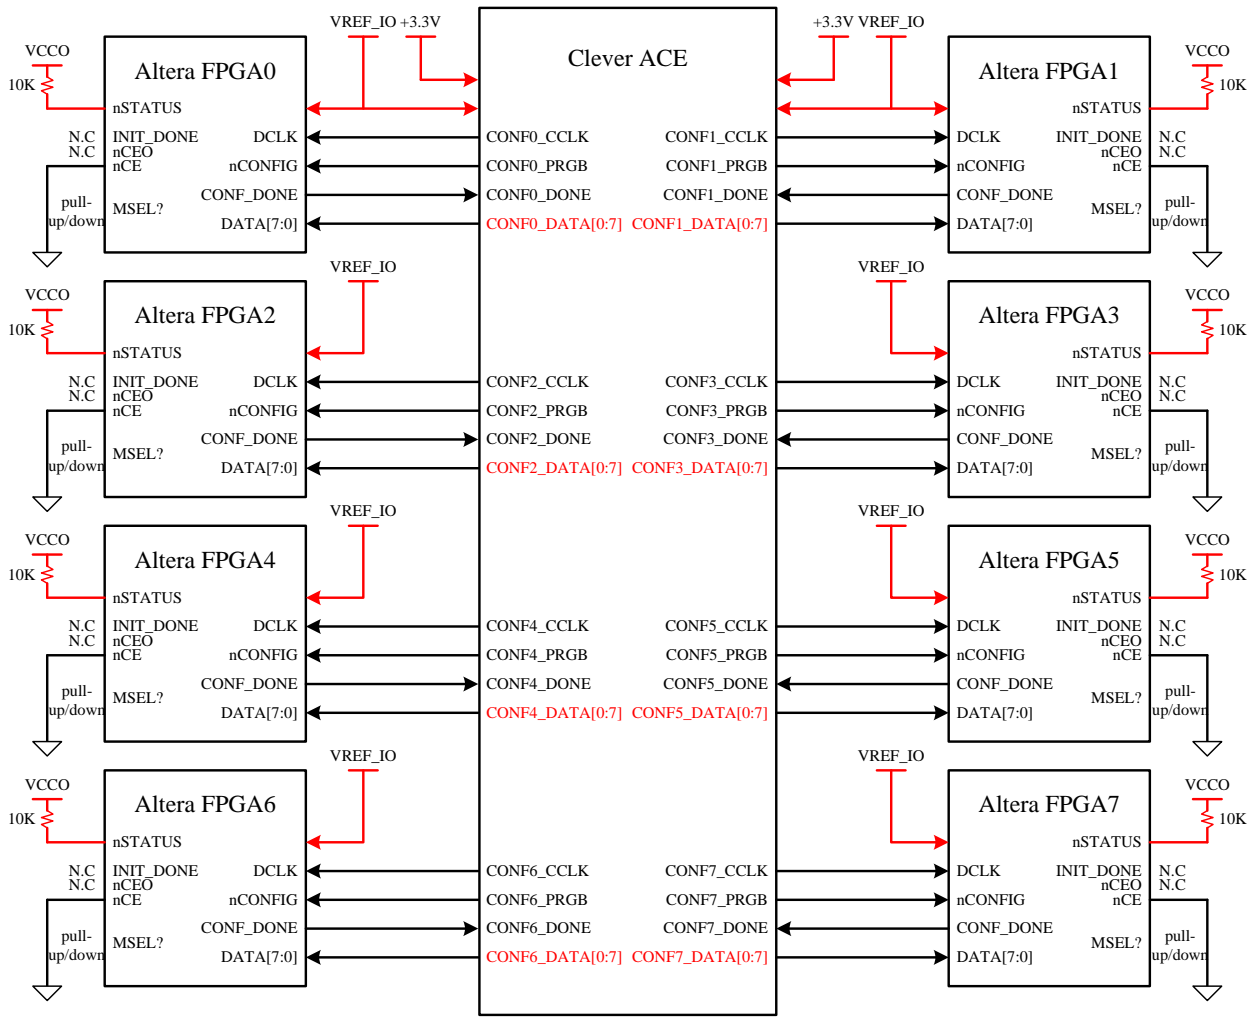 VREF_IO +3.3V
+3.3V VREF_IO
Clever ACE
VCCO
10K
Altera FPGA0
nSTATUS
N.C INIT_DONE
N.C nCEO
nCE
DCLK
nCONFIG
CONF_DONE
DATA[7:0]
MSEL?
pull-
up/down
CONF0_CCLK
CONF0_PRGB
CONF0_DONE
CONF0_DATA[0:7]
CONF1_CCLK
CONF1_PRGB
CONF1_DONE
CONF1_DATA[0:7]
Altera FPGA1
VCCO
10K
nSTATUS
DCLK
nCONFIG
CONF_DONE
DATA[7:0]
INIT_DONE N.C
nCEO N.C
nCE
MSEL?
pull-
up/down
VREF_IO
VCCO
10K
Altera FPGA2
nSTATUS
N.C INIT_DONE
N.C nCEO
nCE
DCLK
nCONFIG
CONF_DONE
DATA[7:0]
MSEL?
pull-
up/down
CONF2_CCLK
CONF2_PRGB
CONF2_DONE
CONF2_DATA[0:7]
CONF3_CCLK
CONF3_PRGB
CONF3_DONE
CONF3_DATA[0:7]
VREF_IO
Altera FPGA3
VCCO
10K
nSTATUS
DCLK
nCONFIG
CONF_DONE
DATA[7:0]
INIT_DONE N.C
nCEO N.C
nCE
MSEL?
pull-
up/down
VREF_IO
VCCO
10K
Altera FPGA4
nSTATUS
N.C INIT_DONE
N.C nCEO
nCE
DCLK
nCONFIG
CONF_DONE
DATA[7:0]
MSEL?
pull-
up/down
CONF4_CCLK
CONF4_PRGB
CONF4_DONE
CONF4_DATA[0:7]
CONF5_CCLK
CONF5_PRGB
CONF5_DONE
CONF5_DATA[0:7]
VREF_IO
Altera FPGA5
VCCO
10K
nSTATUS
DCLK
nCONFIG
CONF_DONE
DATA[7:0]
INIT_DONE N.C
nCEO N.C
nCE
MSEL?
pull-
up/down
VREF_IO
VCCO
10K
Altera FPGA6
nSTATUS
N.C INIT_DONE
N.C nCEO
nCE
DCLK
nCONFIG
CONF_DONE
DATA[7:0]
MSEL?
pull-
up/down
CONF6_CCLK
CONF6_PRGB
CONF6_DONE
CONF6_DATA[0:7]
CONF7_CCLK
CONF7_PRGB
CONF7_DONE
CONF7_DATA[0:7]
VREF_IO
Altera FPGA7
VCCO
10K
nSTATUS
DCLK
nCONFIG
CONF_DONE
DATA[7:0]
INIT_DONE N.C
nCEO N.C
nCE
MSEL?
pull-
up/down